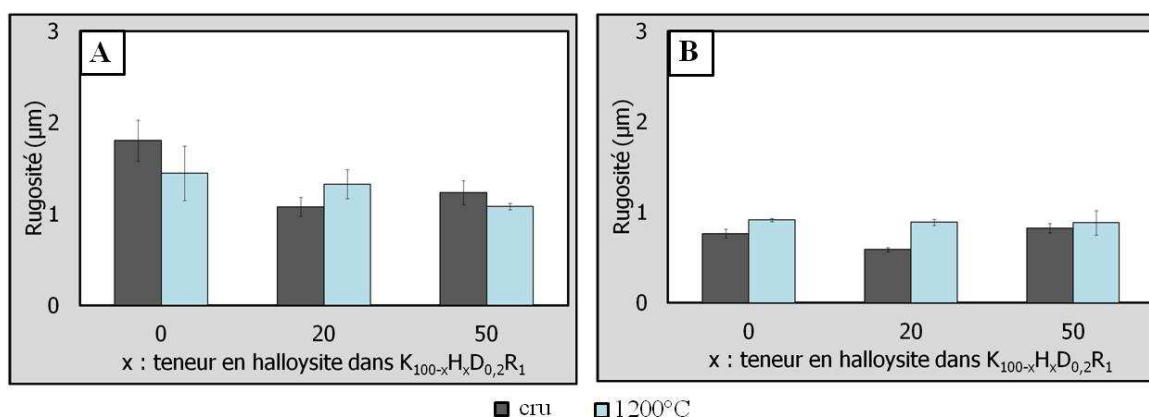 A
3
2
1
0
Rugosité (µm)
0 20 50
x : teneur en halloysite dans K₁₀₀₋ₓHₓD₀,₂R₁
B
3
2
1
0
Rugosité (µm)
0 20 50
x : teneur en halloysite dans K₁₀₀₋ₓHₓD₀,₂R₁
cru 1200°C